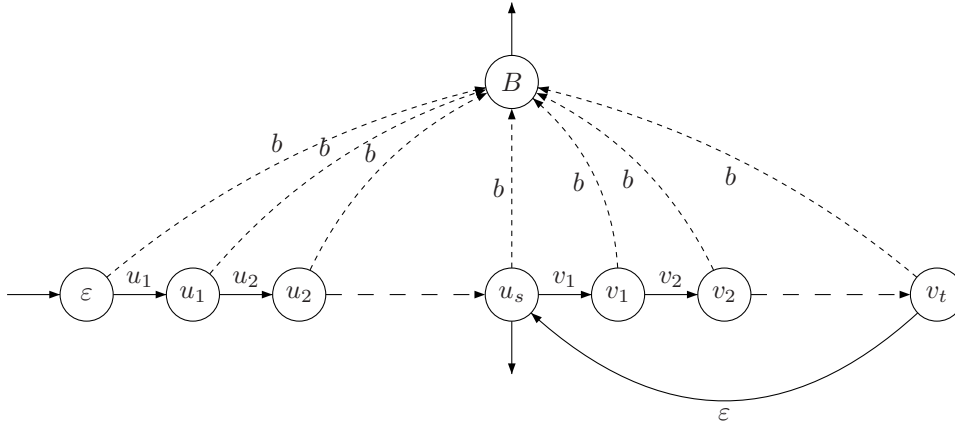 B
b b b
b b b b
u₁ u₂ v₁ v₂
ε u₁ u₂ uₛ v₁ v₂ vₜ
ε